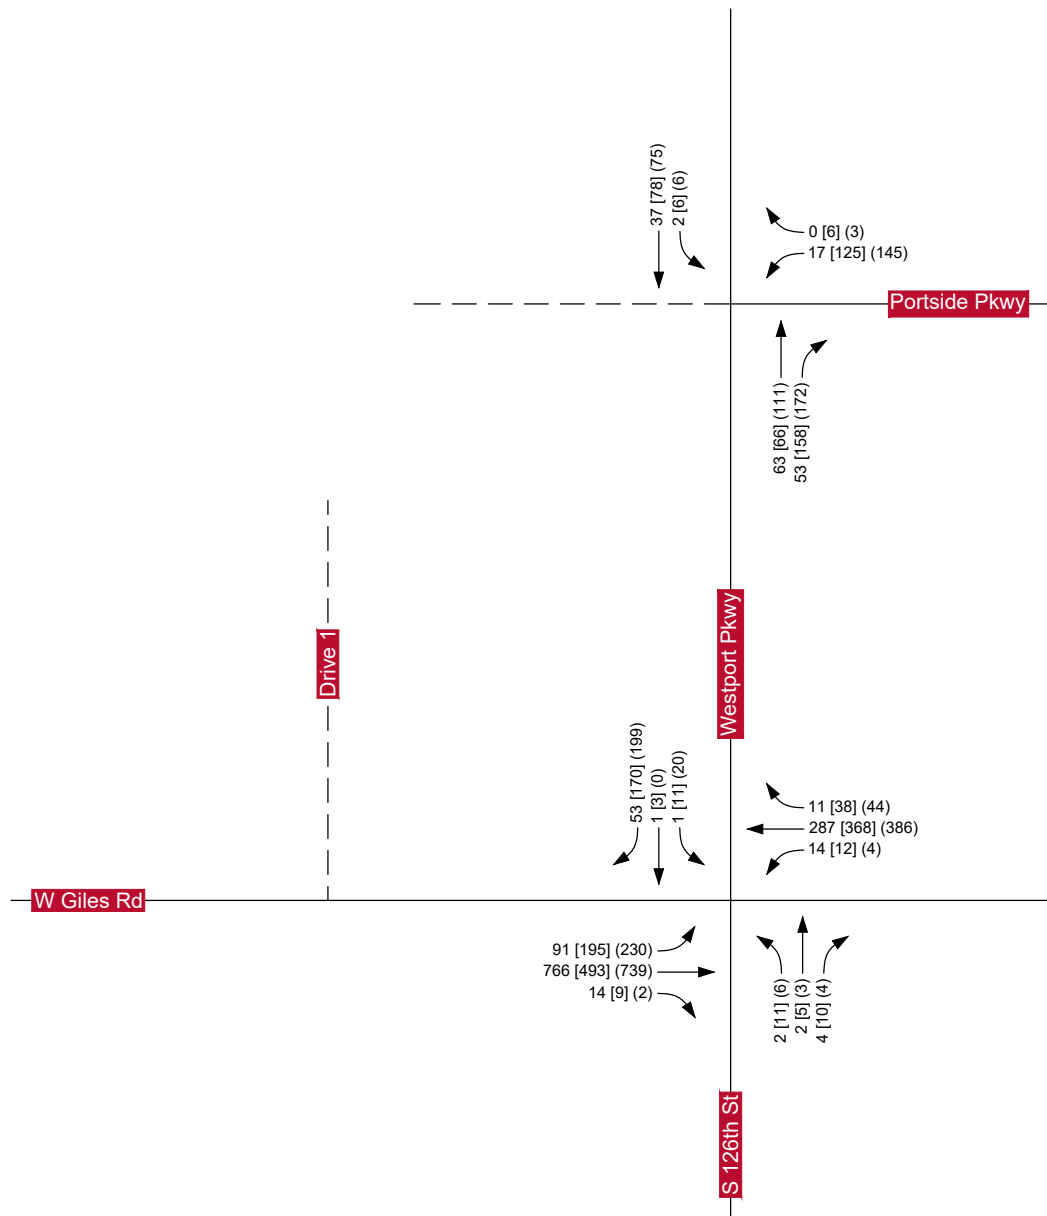 37 [78] (75)
2 [6] (6)
0 [6] (3)
17 [125] (145)
Portside Pkwy
63 [66] (111)
53 [158] (172)
Drive 1
Westport Pkwy
53 [170] (199)
1 [3] (0)
1 [11] (20)
11 [38] (44)
287 [368] (386)
14 [12] (4)
W Giles Rd
91 [195] (230)
766 [493] (739)
14 [9] (2)
2 [11] (6)
2 [5] (3)
4 [10] (4)
S 126th St